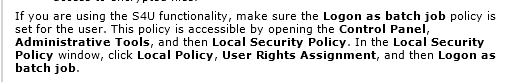 If you are using the S4U functionality, make sure the Logon as batch job policy is
set for the user. This policy is accessible by opening the Control Panel,
Administrative Tools, and then Local Security Policy. In the Local Security
Policy window, click Local Policy, User Rights Assignment, and then Logon as
batch job.